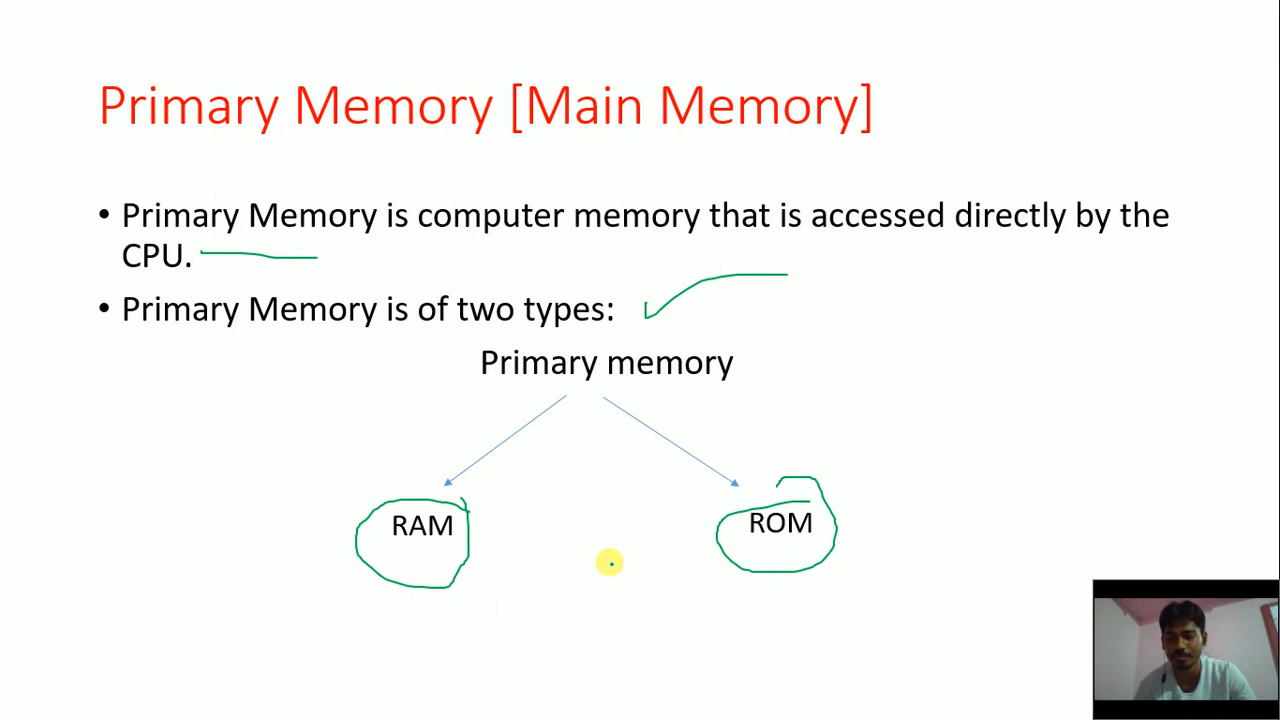 Primary Memory [Main Memory]
• Primary Memory is computer memory that is accessed directly by the
CPU.
• Primary Memory is of two types:
Primary memory
RAM
ROM